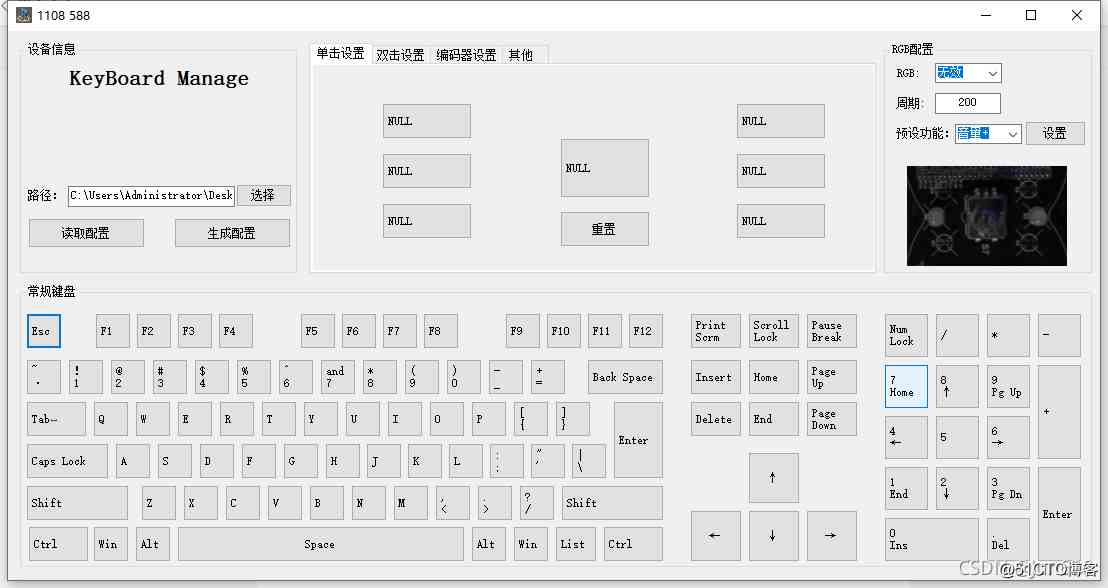 1108 588
设备信息
KeyBoard Manage
路径: C:\Users\Administrator\Desk 选择
读取配置 生成配置
单击设置 双击设置 编码器设置 其他
NULL NULL
NULL NULL NULL
NULL 重置 NULL
RGB配置
RGB: 无效
周期: 200
预设功能: 音量+ 设置
常规键盘
Esc F1 F2 F3 F4 F5 F6 F7 F8 F9 F10 F11 F12
~ ! @ # $ % ^ and * ( ) _ +
. 1 2 3 4 5 6 7 8 9 0 - = Back Space
Tab← Q W E R T Y U I O P [ ]
{ }
Caps Lock A S D F G H J K L : " |
; ' \ Enter
Shift Z X C V B N M < > ? / Shift
Ctrl Win Alt Space Alt Win List Ctrl
Print Scrm Scroll Lock Pause Break
Insert Home Page Up
Delete End Page Down
↑
← ↓ →
Num Lock / * -
7 Home 8 ↑ 9 Pg Up +
4 ← 5 6 →
1 End 2 ↓ 3 Pg Dn Enter
0 Ins . Del
@51CTO博客